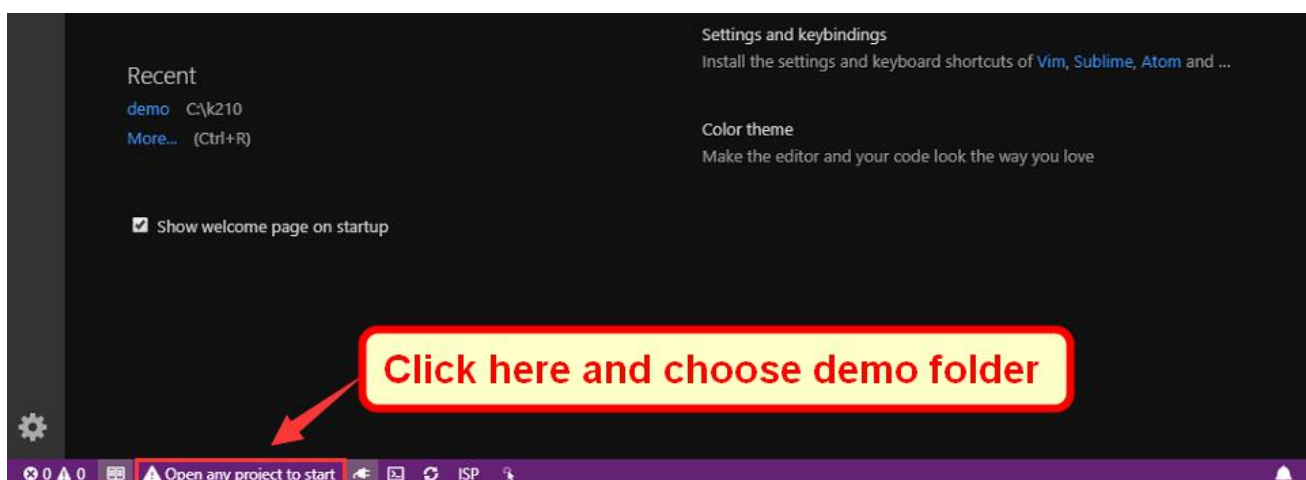 Settings and keybindings
Install the settings and keyboard shortcuts of Vim, Sublime, Atom and ...
Recent
demo C:\k210
More... (Ctrl+R)
Color theme
Make the editor and your code look the way you love
Show welcome page on startup
Click here and choose demo folder
0 0 Open any project to start ISP